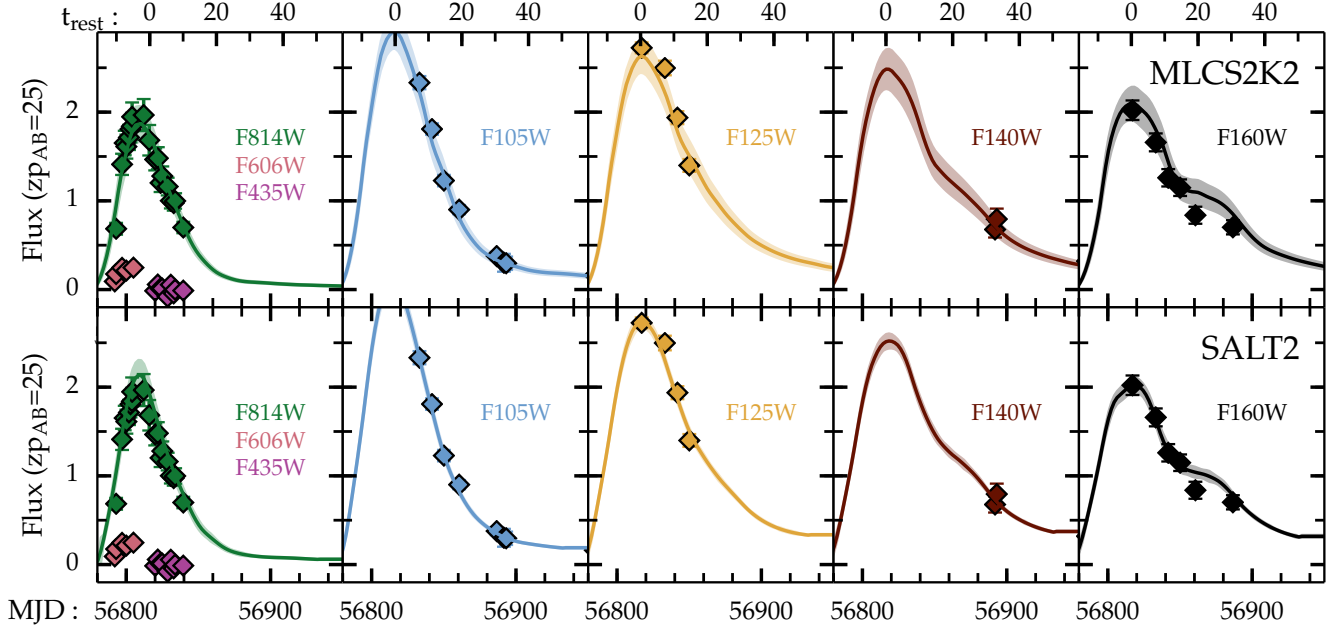 t_rest : 0 20 40 0 20 40 60 0 20 40 60 0 20 40 0 20 40
MLCS2K2
Flux (zp_AB=25)
2
1
0
F814W F105W F125W F140W F160W
F606W
F435W
SALT2
Flux (zp_AB=25)
2
1
0
F814W F105W F125W F140W F160W
F606W
F435W
MJD : 56800 56900 56800 56900 56800 56900 56800 56900 56800 56900